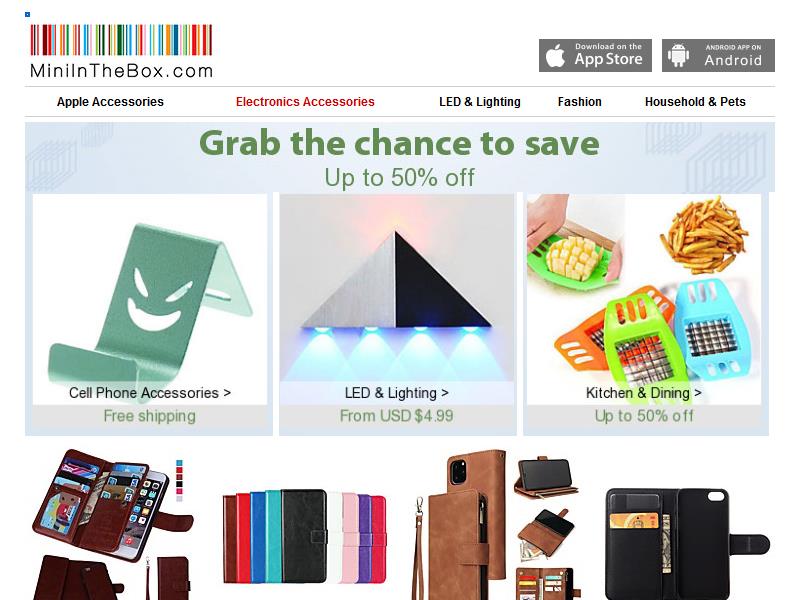 MiniInTheBox.com
Download on the
App Store
ANDROID APP ON
Android
Apple Accessories
Electronics Accessories
LED & Lighting
Fashion
Household & Pets
Grab the chance to save
Up to 50% off
Cell Phone Accessories >
LED & Lighting >
Kitchen & Dining >
Free shipping
From USD $4.99
Up to 50% off